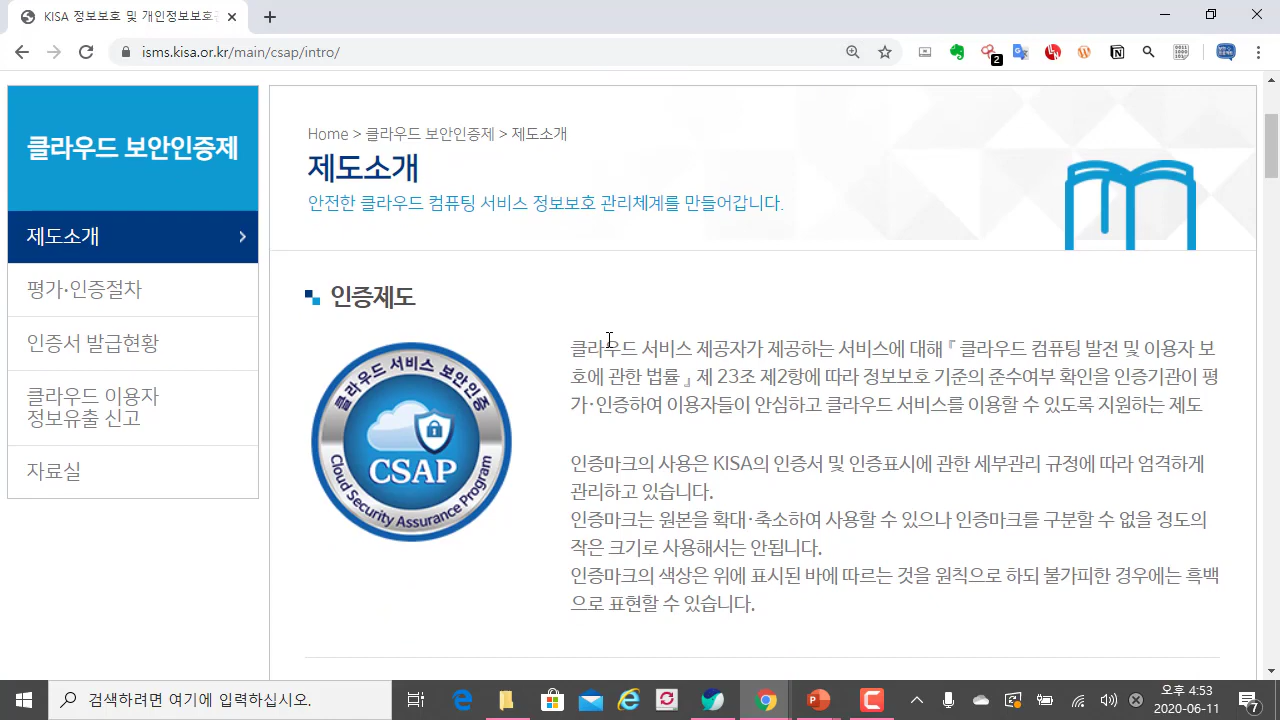 KISA 정보보호 및 개인정보보호
isms.kisa.or.kr/main/csap/intro/
2
클라우드 보안인증제
제도소개
평가·인증절차
인증서 발급현황
클라우드 이용자
정보유출 신고
자료실
Home > 클라우드 보안인증제 > 제도소개
제도소개
안전한 클라우드 컴퓨팅 서비스 정보보호 관리체계를 만들어갑니다.
인증제도
클라우드 서비스 보안인증
CSAP
Cloud Security Assurance Program
클라우드 서비스 제공자가 제공하는 서비스에 대해『 클라우드 컴퓨팅 발전 및 이용자 보
호에 관한 법률 』제 23조 제2항에 따라 정보보호 기준의 준수여부 확인을 인증기관이 평
가·인증하여 이용자들이 안심하고 클라우드 서비스를 이용할 수 있도록 지원하는 제도
인증마크의 사용은 KISA의 인증서 및 인증표시에 관한 세부관리 규정에 따라 엄격하게
관리하고 있습니다.
인증마크는 원본을 확대·축소하여 사용할 수 있으나 인증마크를 구분할 수 없을 정도의
작은 크기로 사용해서는 안됩니다.
인증마크의 색상은 위에 표시된 바에 따르는 것을 원칙으로 하되 불가피한 경우에는 흑백
으로 표현할 수 있습니다.
검색하려면 여기에 입력하십시오.
오후 4:53
2020-06-11
7